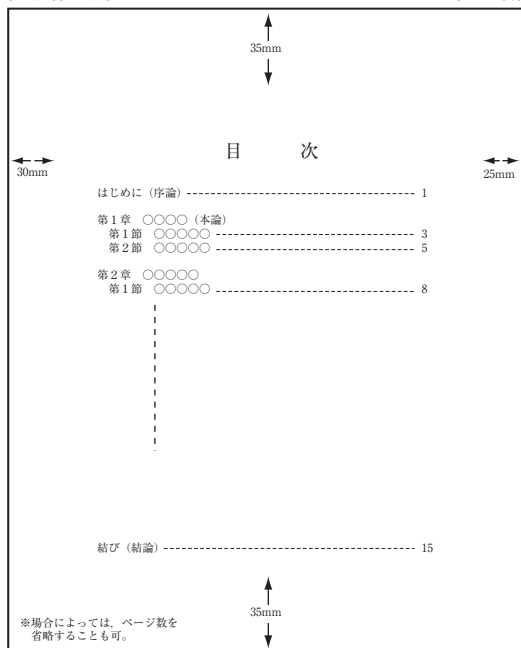 35mm
目　　次
30mm
25mm
はじめに（序論） 1
第１章　○○○○（本論）
第１節　○○○○○ 3
第２節　○○○○○ 5
第２章　○○○○○
第１節　○○○○○ 8
結び（結論） 15
35mm
※場合によっては，ページ数を
省略することも可。